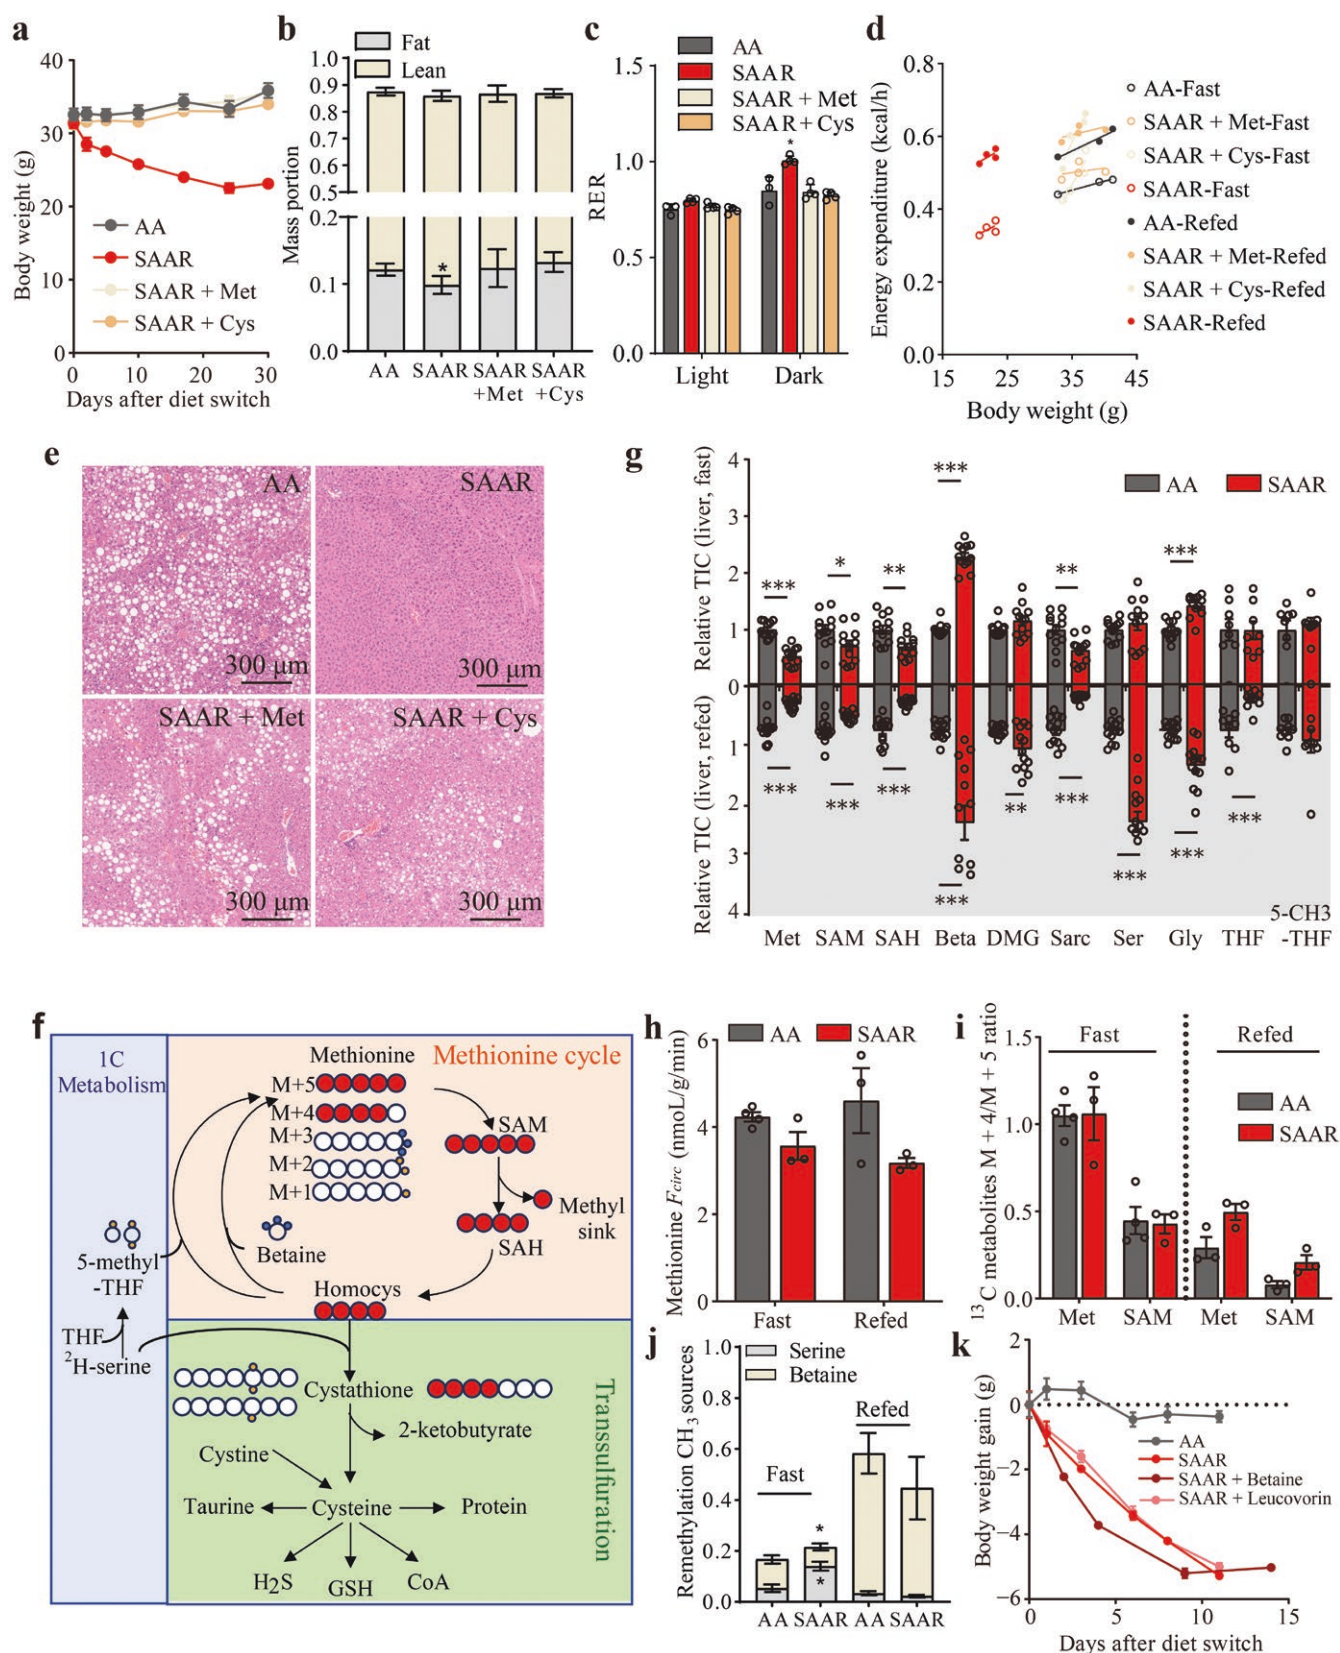 a
Body weight (g)
40
30
20
10
0
0
10
20
30
Days after diet switch
AA
SAAR
SAAR + Met
SAAR + Cys
b
Fat
Lean
Mass portion
1.0
0.9
0.8
0.7
0.6
0.5
0.2
0.1
0.0
*
AA
SAAR
SAAR
+Met
SAAR
+Cys
c
AA
SAAR
SAAR + Met
SAAR + Cys
RER
1.5
1.0
0.5
0.0
*
Light
Dark
d
Energy expenditure (kcal/h)
0.8
0.6
0.4
0.2
0.0
15
25
35
45
Body weight (g)
AA-Fast
SAAR + Met-Fast
SAAR + Cys-Fast
SAAR-Fast
AA-Refed
SAAR + Met-Refed
SAAR + Cys-Refed
SAAR-Refed
e
AA
300 μm
SAAR
300 μm
SAAR + Met
300 μm
SAAR + Cys
300 μm
g
Relative TIC (liver, fast)
Relative TIC (liver, refed)
4
3
2
1
0
1
2
3
4
AA
SAAR
***
*
**
***
**
***
***
***
***
***
**
***
***
***
***
Met
SAM
SAH
Beta
DMG
Sarc
Ser
Gly
THF
5-CH3
-THF
f
1C
Metabolism
Methionine
Methionine cycle
M+5
M+4
M+3
M+2
M+1
SAM
Methyl
sink
SAH
Betaine
5-methyl
-THF
Homocys
THF
²H-serine
Cystathione
2-ketobutyrate
Cystine
Taurine
Cysteine
Protein
H2S
GSH
CoA
Transsulfuration
h
AA
SAAR
Methionine Fcirc (nmoL/g/min)
6
4
2
0
Fast
Refed
i
¹³C metabolites M + 4/M + 5 ratio
1.5
1.0
0.5
0.0
Fast
Refed
AA
SAAR
Met
SAM
Met
SAM
j
Remethylation CH₃ sources
1.0
0.8
0.6
0.4
0.2
0.0
Serine
Betaine
Fast
Refed
*
*
AA
SAAR
AA
SAAR
k
Body weight gain (g)
2
0
−2
−4
−6
0
5
10
15
Days after diet switch
AA
SAAR
SAAR + Betaine
SAAR + Leucovorin